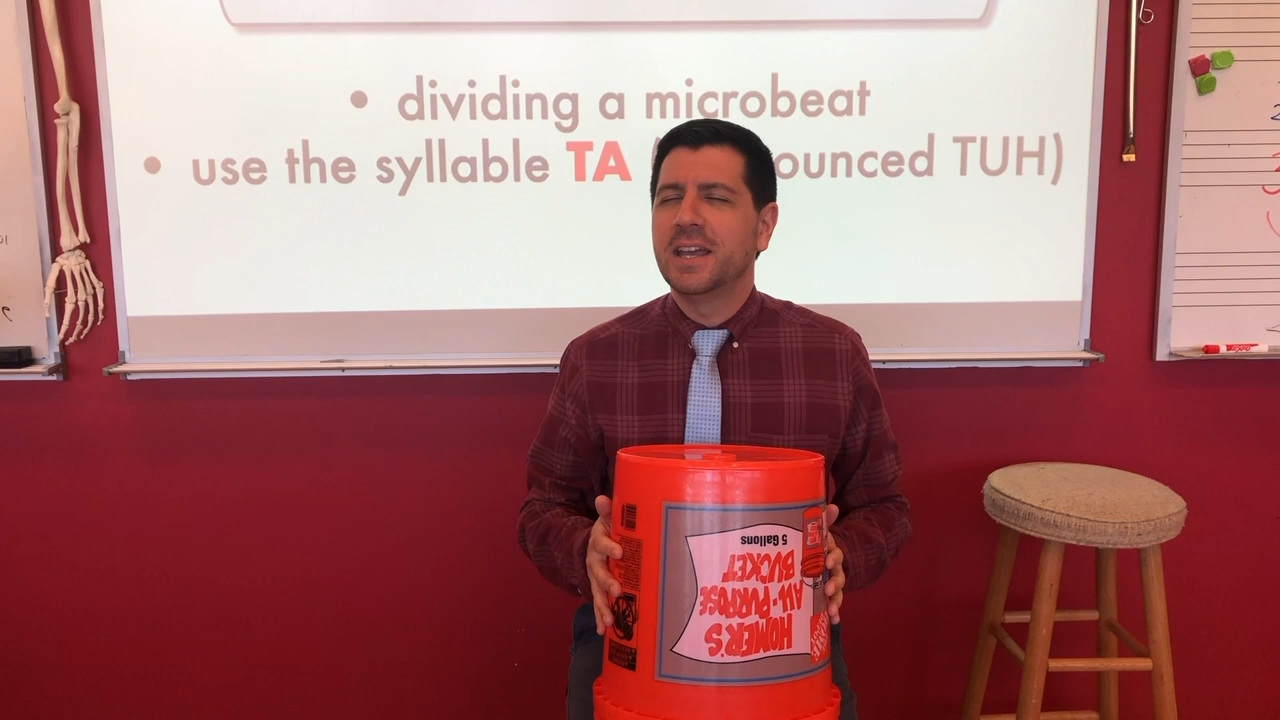 • dividing a microbeat
• use the syllable TA ounced TUH)
HOMER'S
ALL-PURPOSE
BUCKET
5 Gallons